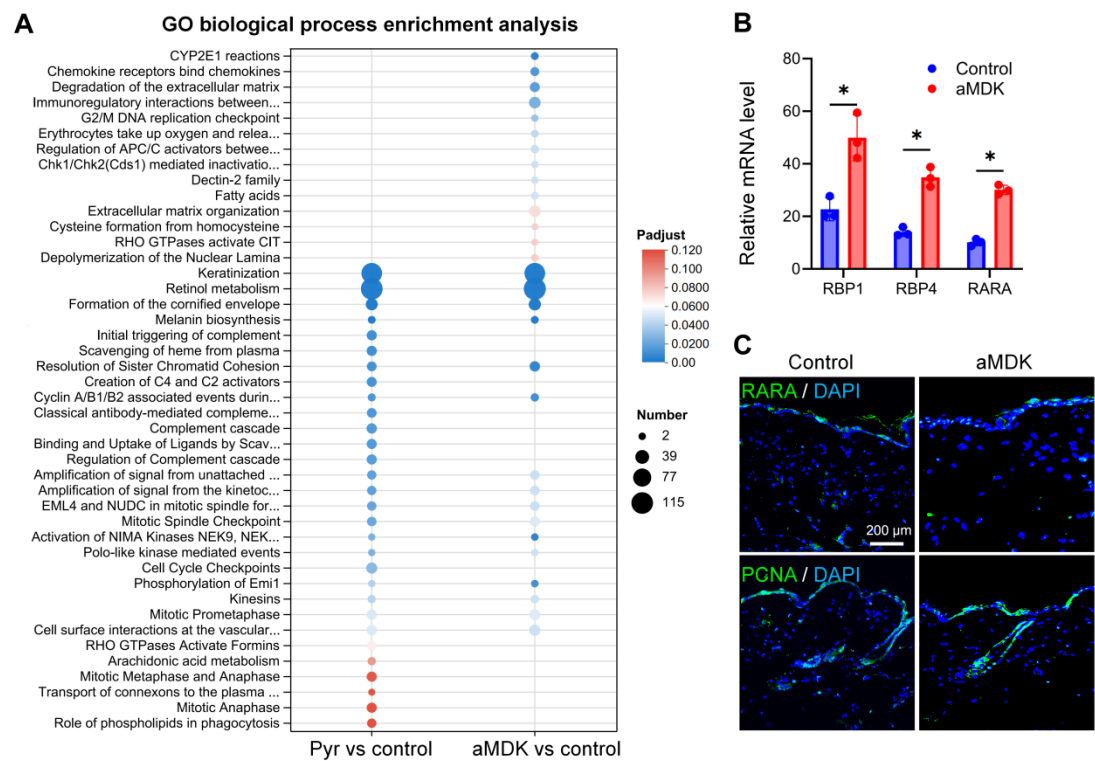 A
GO biological process enrichment analysis
CYP2E1 reactions
Chemokine receptors bind chemokines
Degradation of the extracellular matrix
Immunoregulatory interactions between...
G2/M DNA replication checkpoint
Erythrocytes take up oxygen and relea...
Regulation of APC/C activators betwee...
Chk1/Chk2(Cds1) mediated inactivatio...
Dectin-2 family
Fatty acids
Extracellular matrix organization
Cysteine formation from homocysteine
RHO GTPases activate CIT
Depolymerization of the Nuclear Lamina
Keratinization
Retinol metabolism
Formation of the cornified envelope
Melanin biosynthesis
Initial triggering of complement
Scavenging of heme from plasma
Resolution of Sister Chromatid Cohesion
Creation of C4 and C2 activators
Cyclin A/B1/B2 associated events durin...
Classical antibody-mediated compleme...
Complement cascade
Binding and Uptake of Ligands by Scav...
Regulation of Complement cascade
Amplification of signal from unattached ...
Amplification of signal from the kinetoc...
EML4 and NUDC in mitotic spindle for...
Mitotic Spindle Checkpoint
Activation of NIMA Kinases NEK9, NEK...
Polo-like kinase mediated events
Cell Cycle Checkpoints
Phosphorylation of Emi1
Kinesins
Mitotic Prometaphase
Cell surface interactions at the vascular...
RHO GTPases Activate Formins
Arachidonic acid metabolism
Mitotic Metaphase and Anaphase
Transport of connexons to the plasma ...
Mitotic Anaphase
Role of phospholipids in phagocytosis
Pyr vs control
aMDK vs control
Padjust
0.120
0.1000
0.0800
0.0600
0.0400
0.0200
0.00
Number
2
39
77
115
B
Relative mRNA level
80
60
40
20
0
Control
aMDK
*
*
*
RBP1
RBP4
RARA
C
Control
aMDK
RARA / DAPI
200 μm
PCNA / DAPI